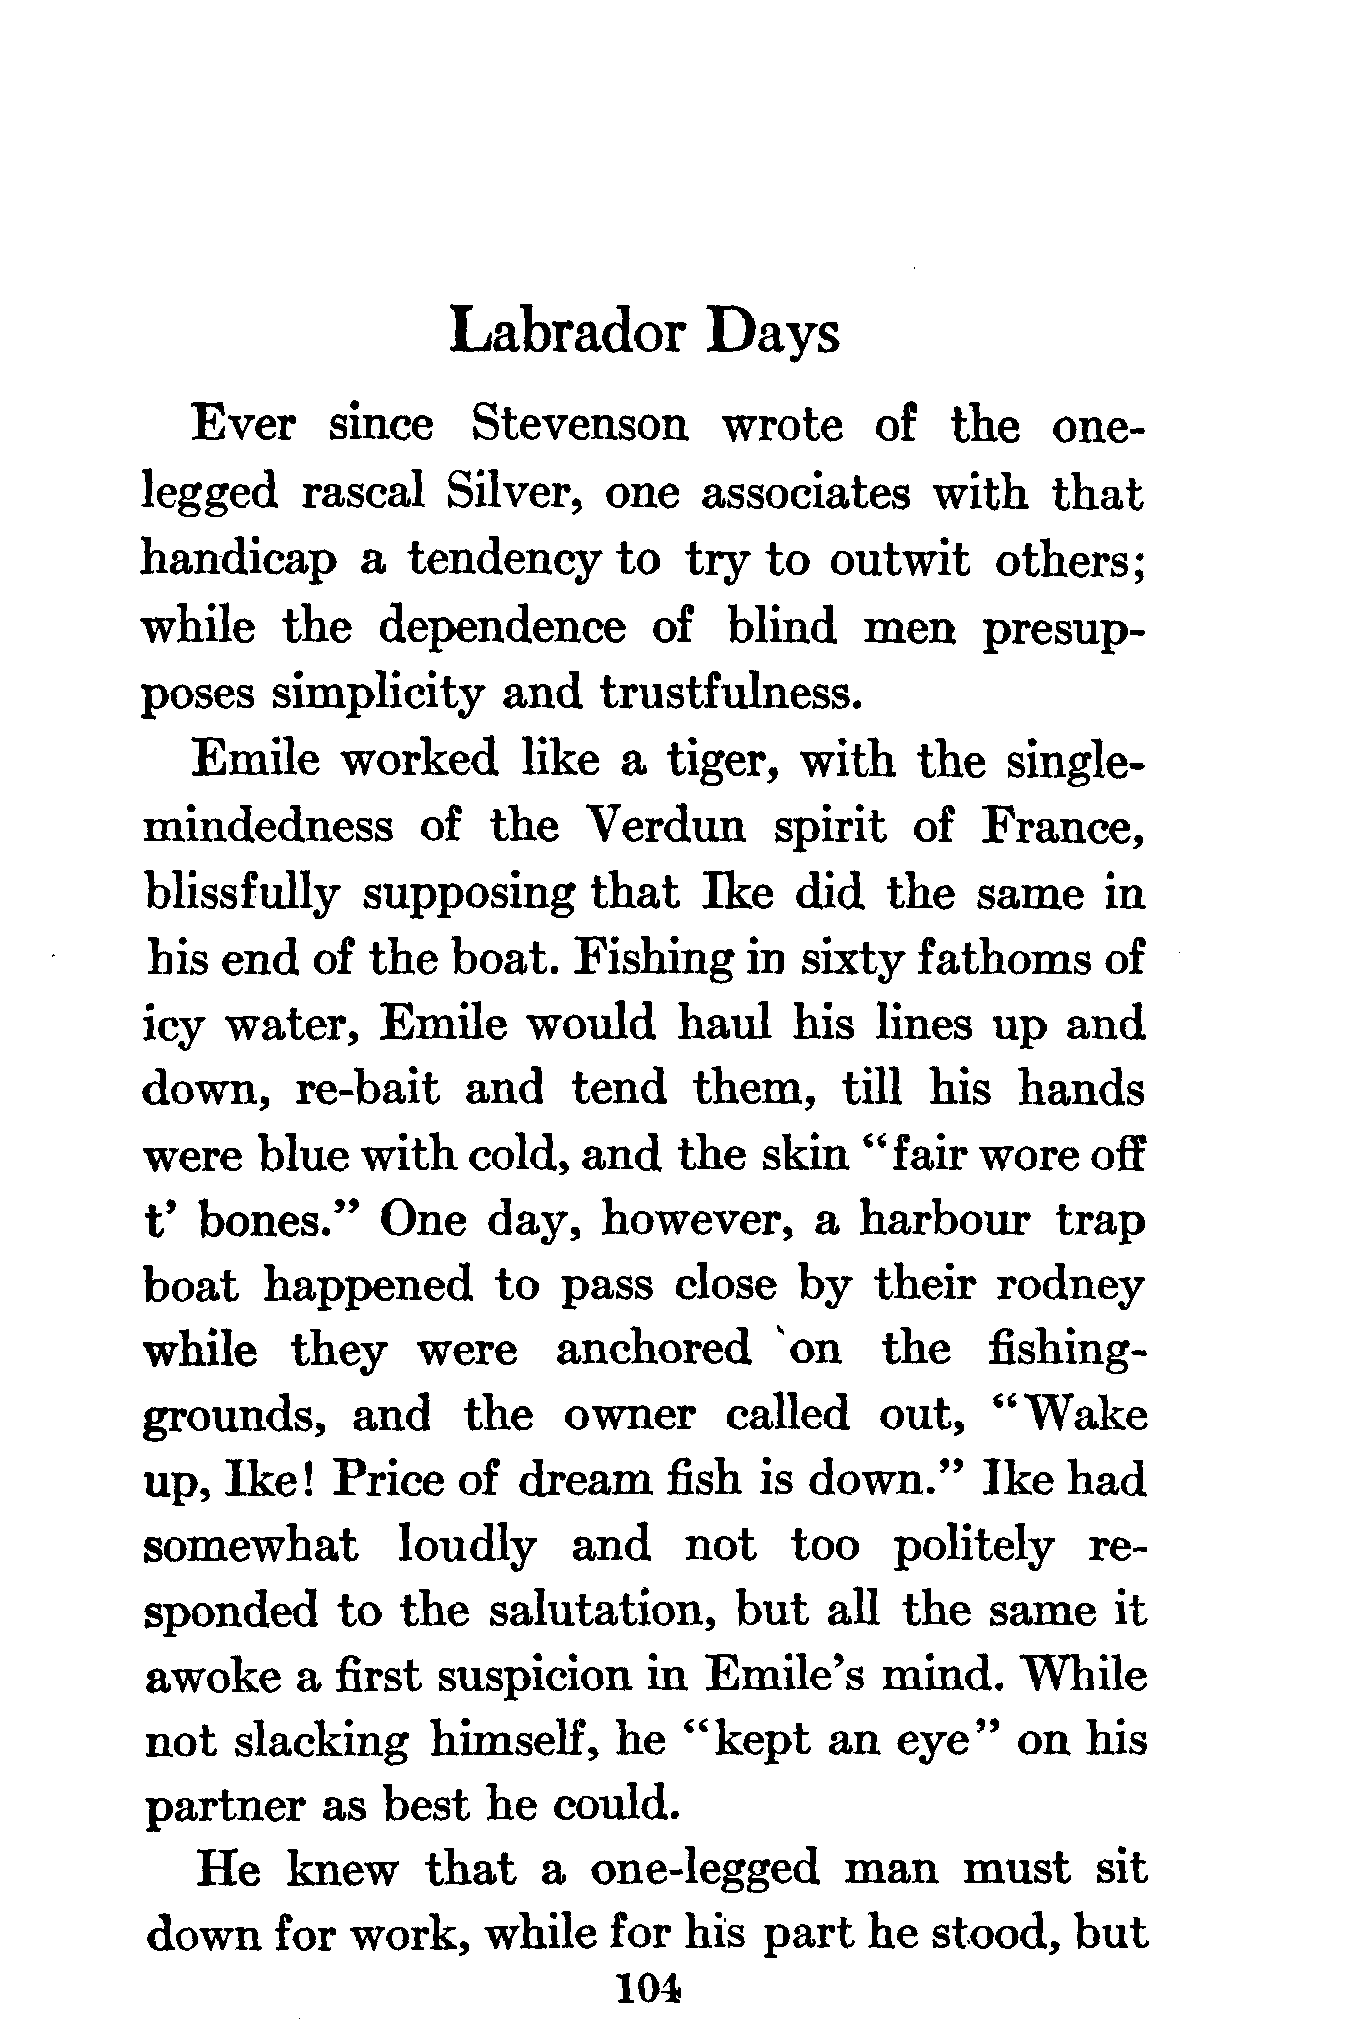 Labrador Days
Ever since Stevenson wrote of the one-
legged rascal Silver, one associates with that
handicap a tendency to try to outwit others;
while the dependence of blind men presup-
poses simplicity and trustfulness.
Emile worked like a tiger, with the single-
mindedness of the Verdun spirit of France,
blissfully supposing that Ike did the same in
his end of the boat. Fishing in sixty fathoms of
icy water, Emile would haul his lines up and
down, re-bait and tend them, till his hands
were blue with cold, and the skin “fair wore off
t’ bones.” One day, however, a harbour trap
boat happened to pass close by their rodney
while they were anchored on the fishing-
grounds, and the owner called out, “Wake
up, Ike! Price of dream fish is down.” Ike had
somewhat loudly and not too politely re-
sponded to the salutation, but all the same it
awoke a first suspicion in Emile’s mind. While
not slacking himself, he “kept an eye” on his
partner as best he could.
He knew that a one-legged man must sit
down for work, while for his part he stood, but
104